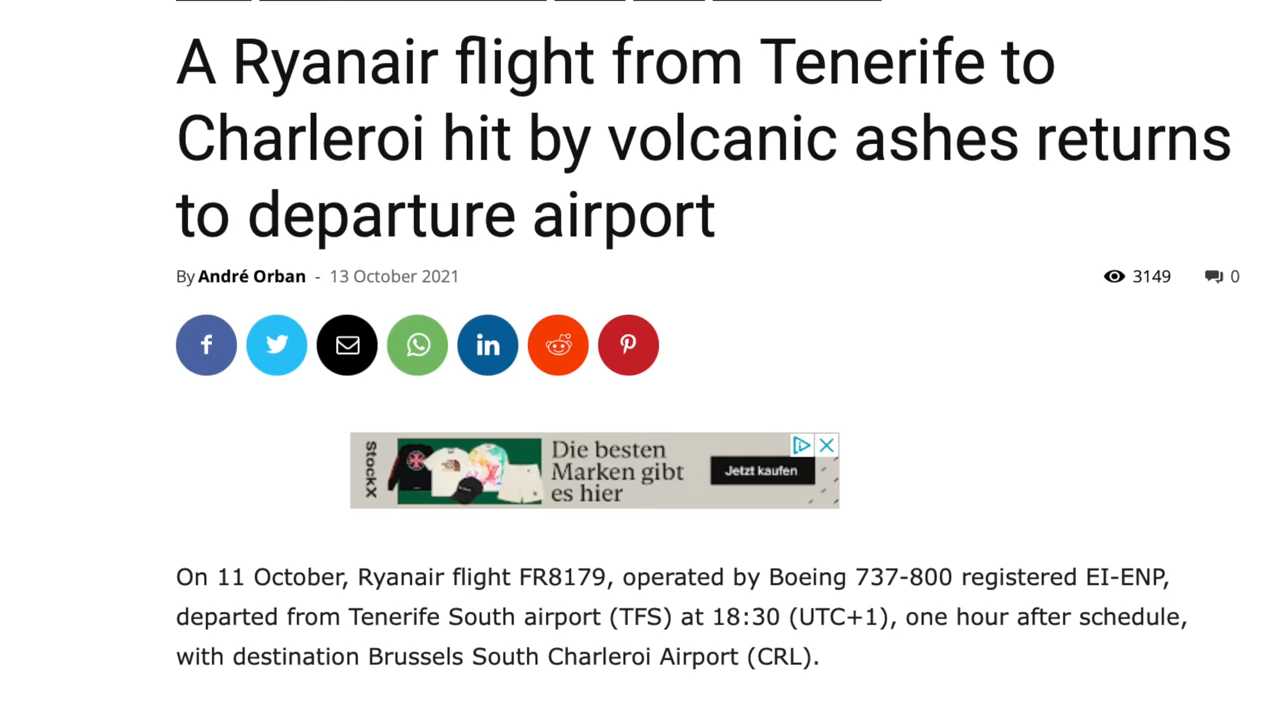 A Ryanair flight from Tenerife to
Charleroi hit by volcanic ashes returns
to departure airport
By André Orban - 13 October 2021
3149
0
StockX
Die besten
Marken gibt
es hier
Jetzt kaufen
On 11 October, Ryanair flight FR8179, operated by Boeing 737-800 registered EI-ENP,
departed from Tenerife South airport (TFS) at 18:30 (UTC+1), one hour after schedule,
with destination Brussels South Charleroi Airport (CRL).